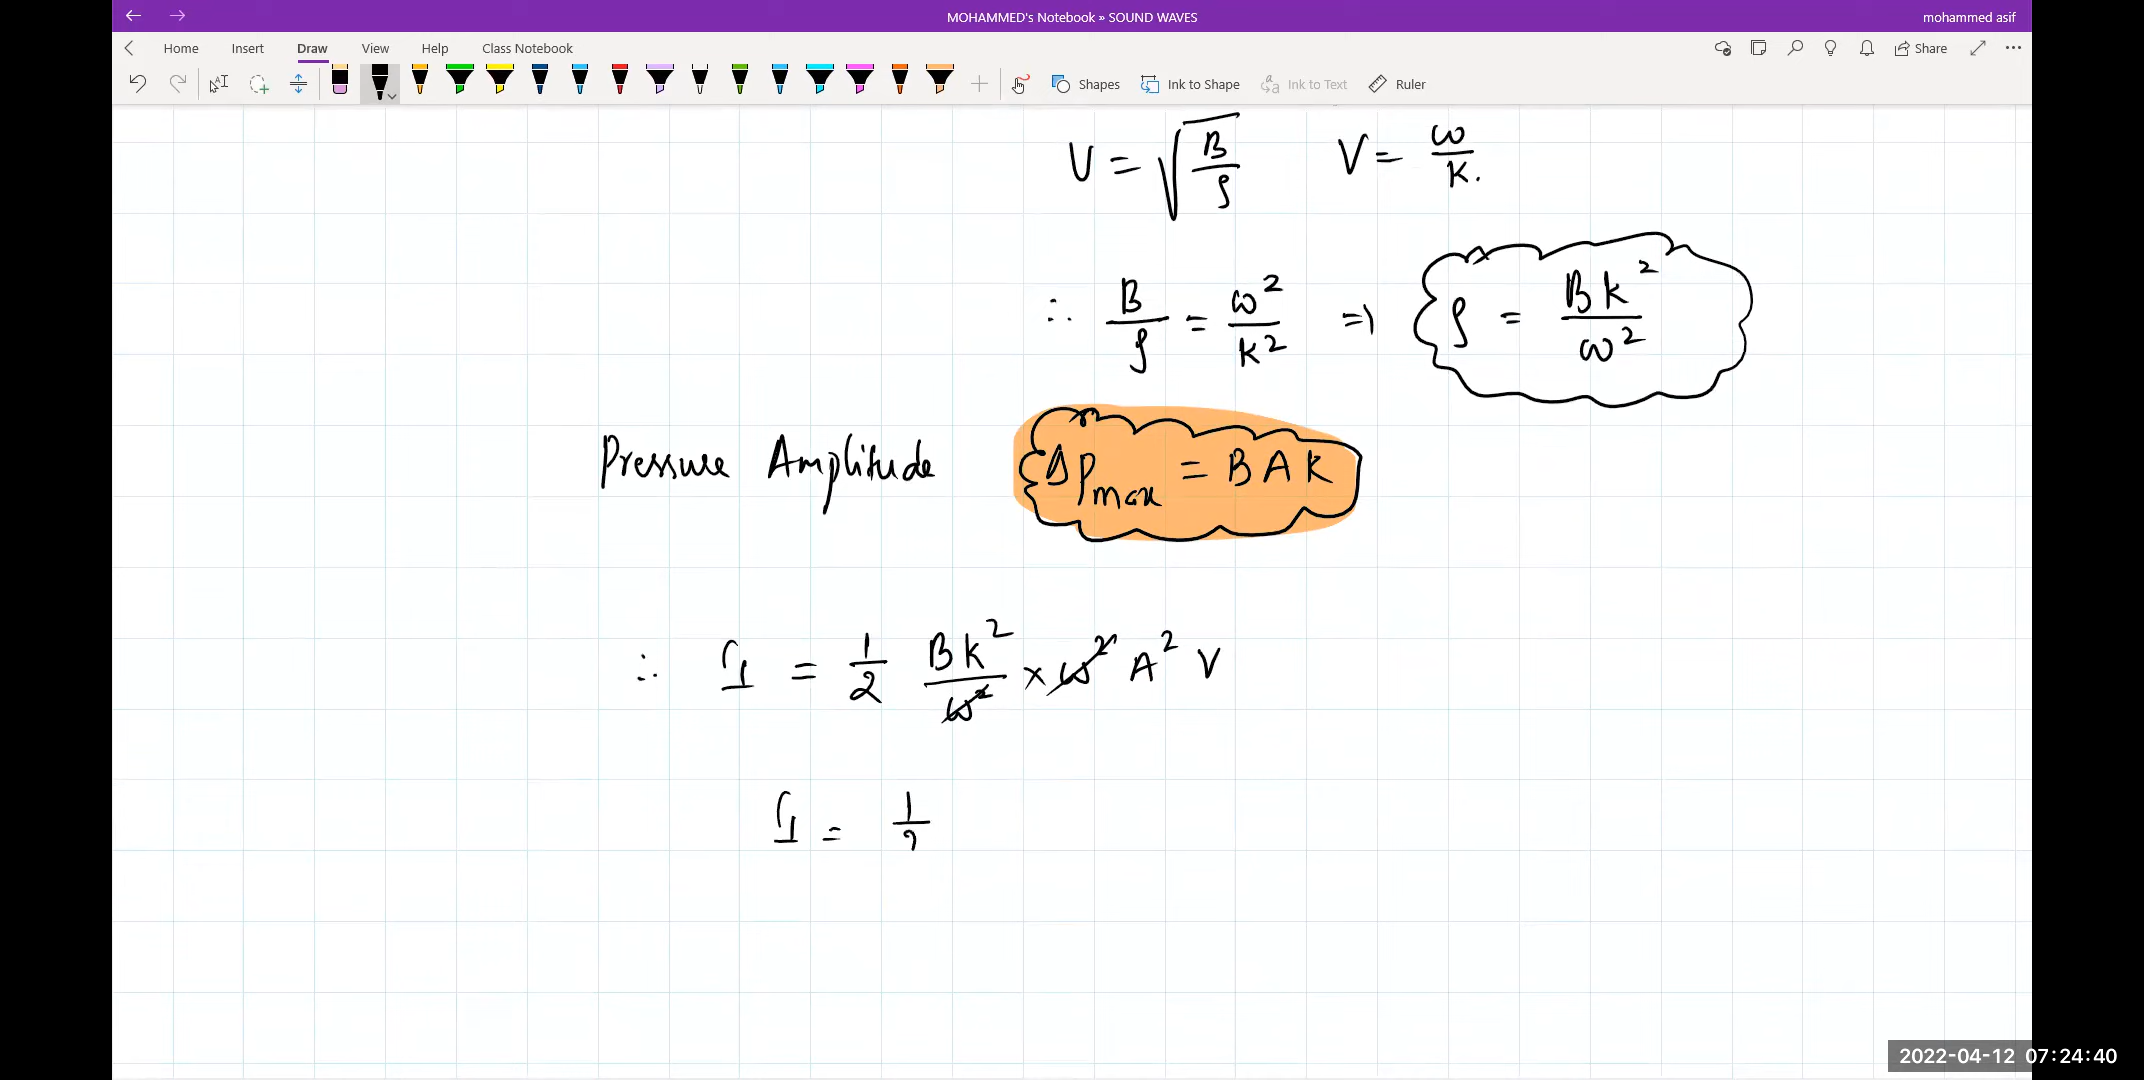 MOHAMMED's Notebook » SOUND WAVES
mohammed asif
Home Insert Draw View Help Class Notebook Share
Shapes Ink to Shape Ink to Text Ruler
V = √(B/ρ) V = ω/K.
∴ B/ρ = ω²/K² ⇒ ρ = BK²/ω²
Pressure Amplitude ΔPmax = BAK
∴ I = 1/2 BK²/ω² × ω² A² V
I = 1/2
2022-04-12 07:24:40